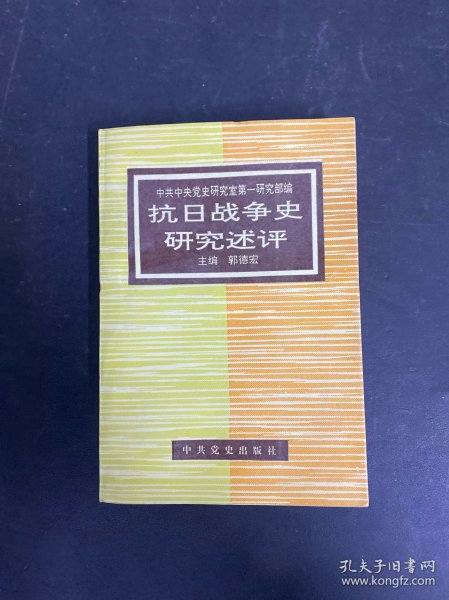 中共中央党史研究室第一研究部编
抗日战争史
研究述评
主编 郭德宏
中共党史出版社
孔夫子旧书网
www.kongfz.com